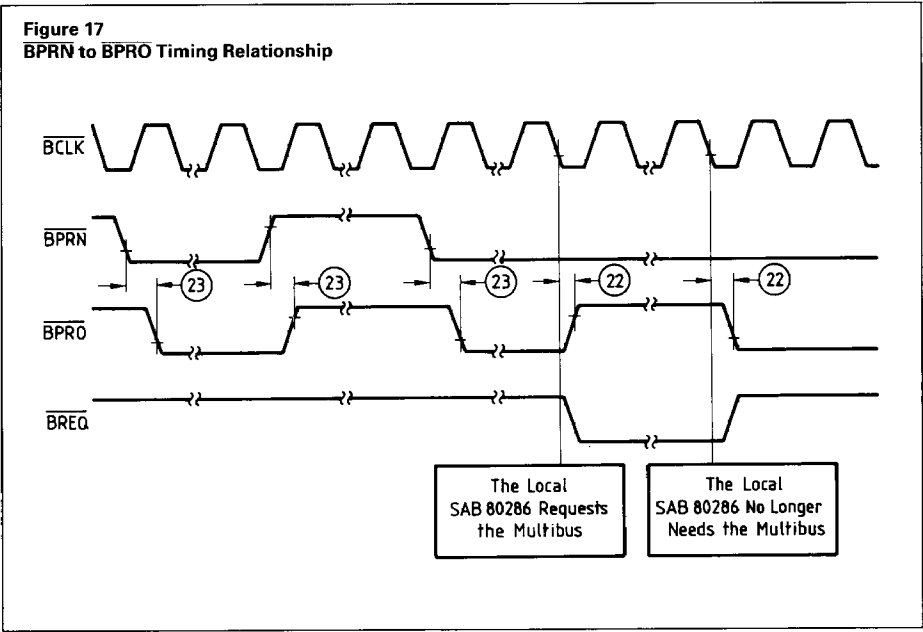 Figure 17
BPRN to BPRO Timing Relationship
BCLK
BPRN
23
23
23
22
22
BPRO
BREQ
The Local
SAB 80286 Requests
the Multibus
The Local
SAB 80286 No Longer
Needs the Multibus